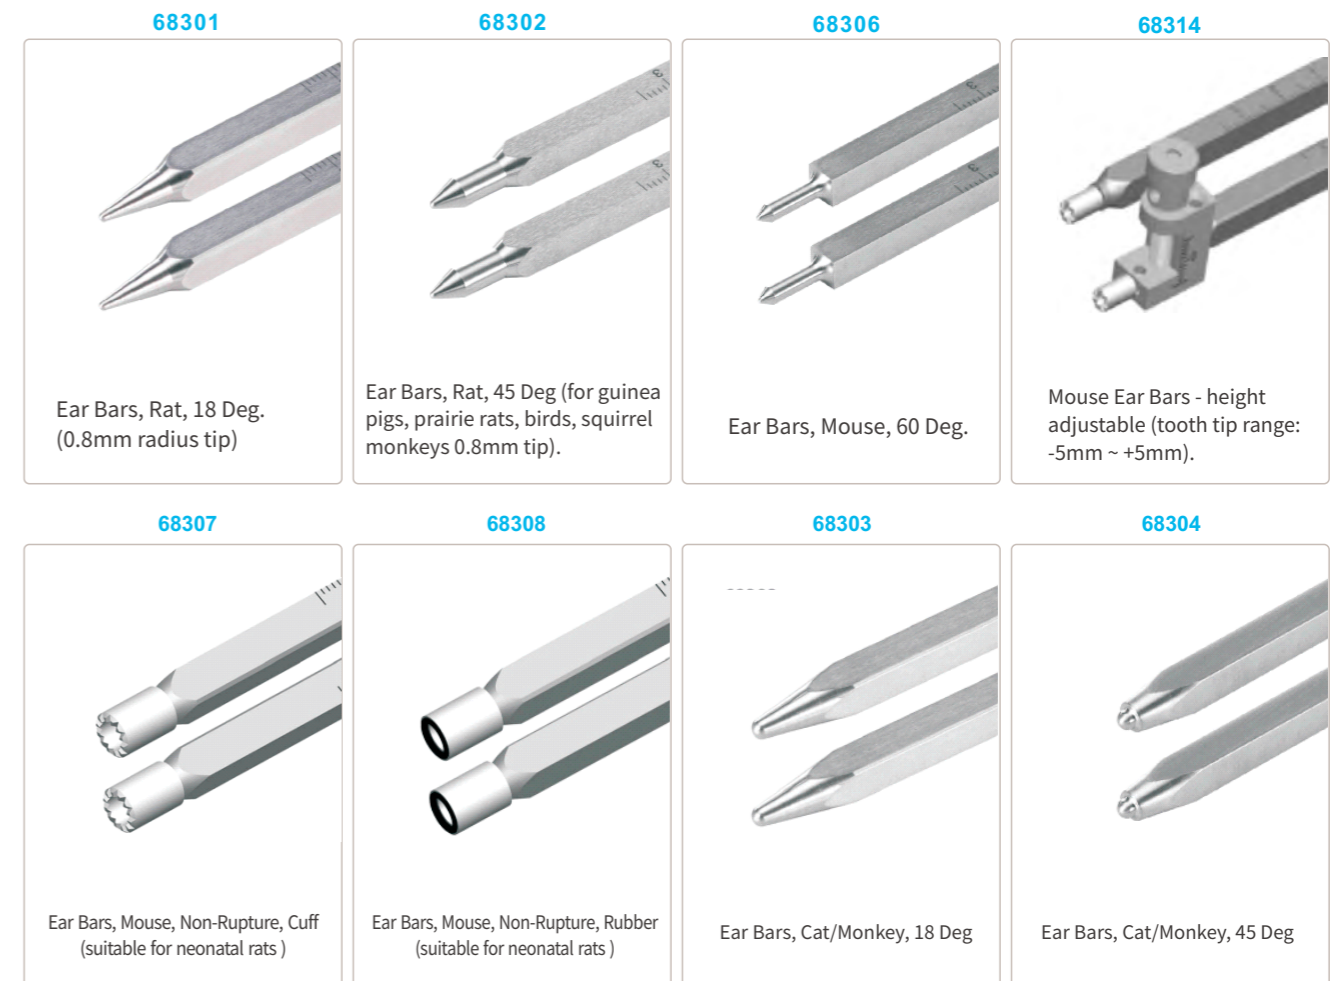 68301
68302
68306
68314
Ear Bars, Rat, 18 Deg.
(0.8mm radius tip)
Ear Bars, Rat, 45 Deg (for guinea
pigs, prairie rats, birds, squirrel
monkeys 0.8mm tip).
Ear Bars, Mouse, 60 Deg.
Mouse Ear Bars - height
adjustable (tooth tip range:
-5mm ~ +5mm).
68307
68308
68303
68304
Ear Bars, Mouse, Non-Rupture, Cuff
(suitable for neonatal rats )
Ear Bars, Mouse, Non-Rupture, Rubber
(suitable for neonatal rats )
Ear Bars, Cat/Monkey, 18 Deg
Ear Bars, Cat/Monkey, 45 Deg